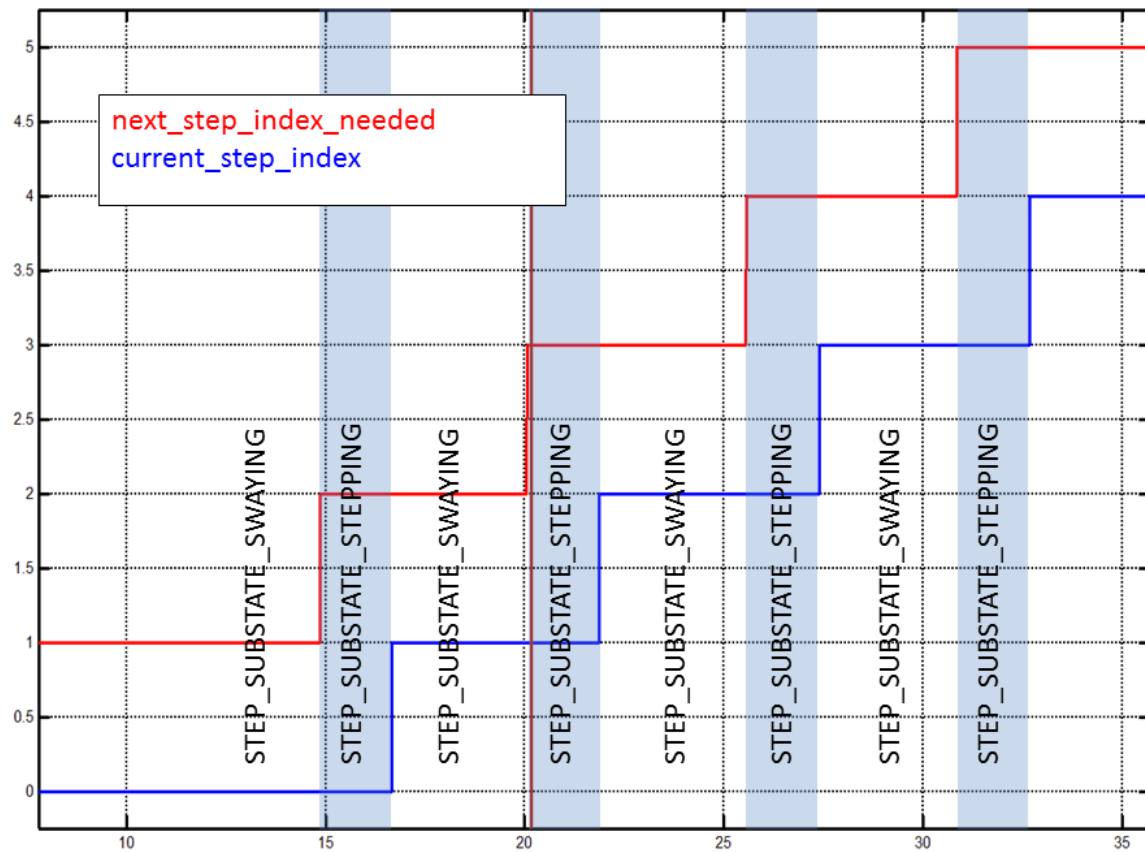 5
4.5
next_step_index_needed
current_step_index
4
3.5
3
2.5
2
1.5
1
0.5
0
STEP_SUBSTATE_SWAYING
STEP_SUBSTATE_STEPPING
STEP_SUBSTATE_SWAYING
STEP_SUBSTATE_STEPPING
STEP_SUBSTATE_SWAYING
STEP_SUBSTATE_STEPPING
STEP_SUBSTATE_SWAYING
STEP_SUBSTATE_STEPPING
10 15 20 25 30 35